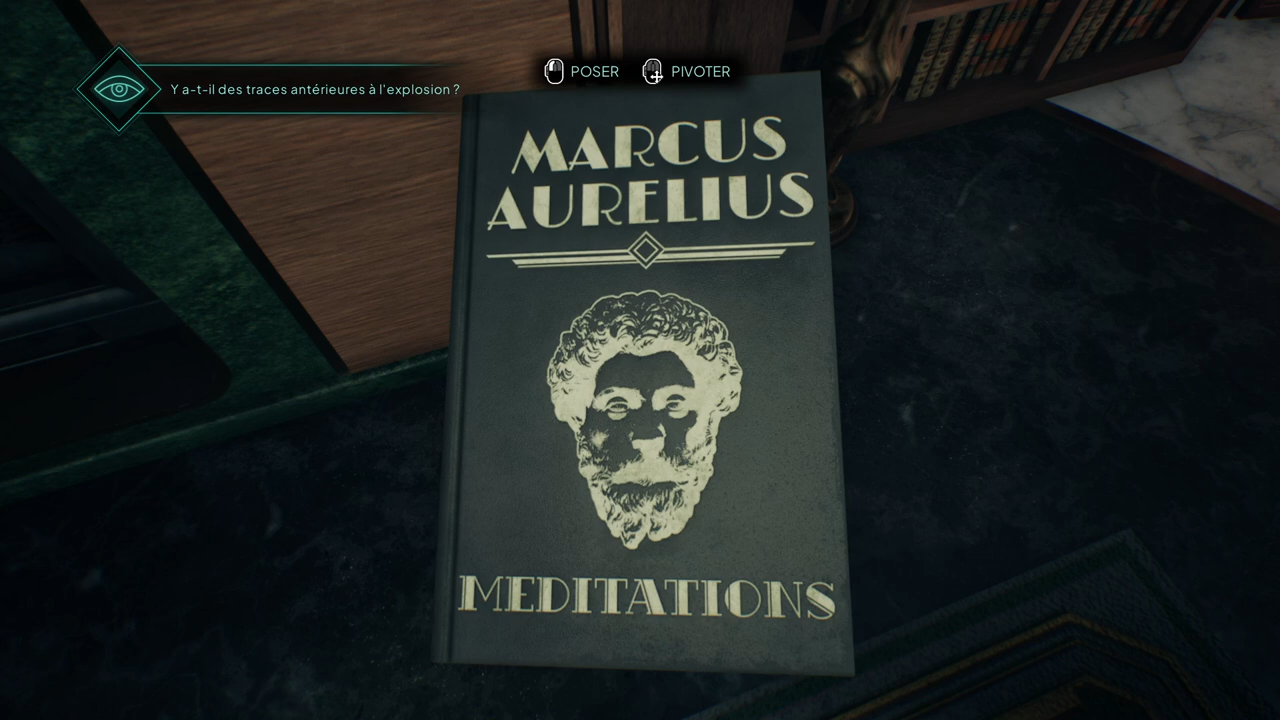 POSER PIVOTER
Y a-t-il des traces antérieures à l'explosion ?
MARCUS
AURELIUS
MEDITATIONS